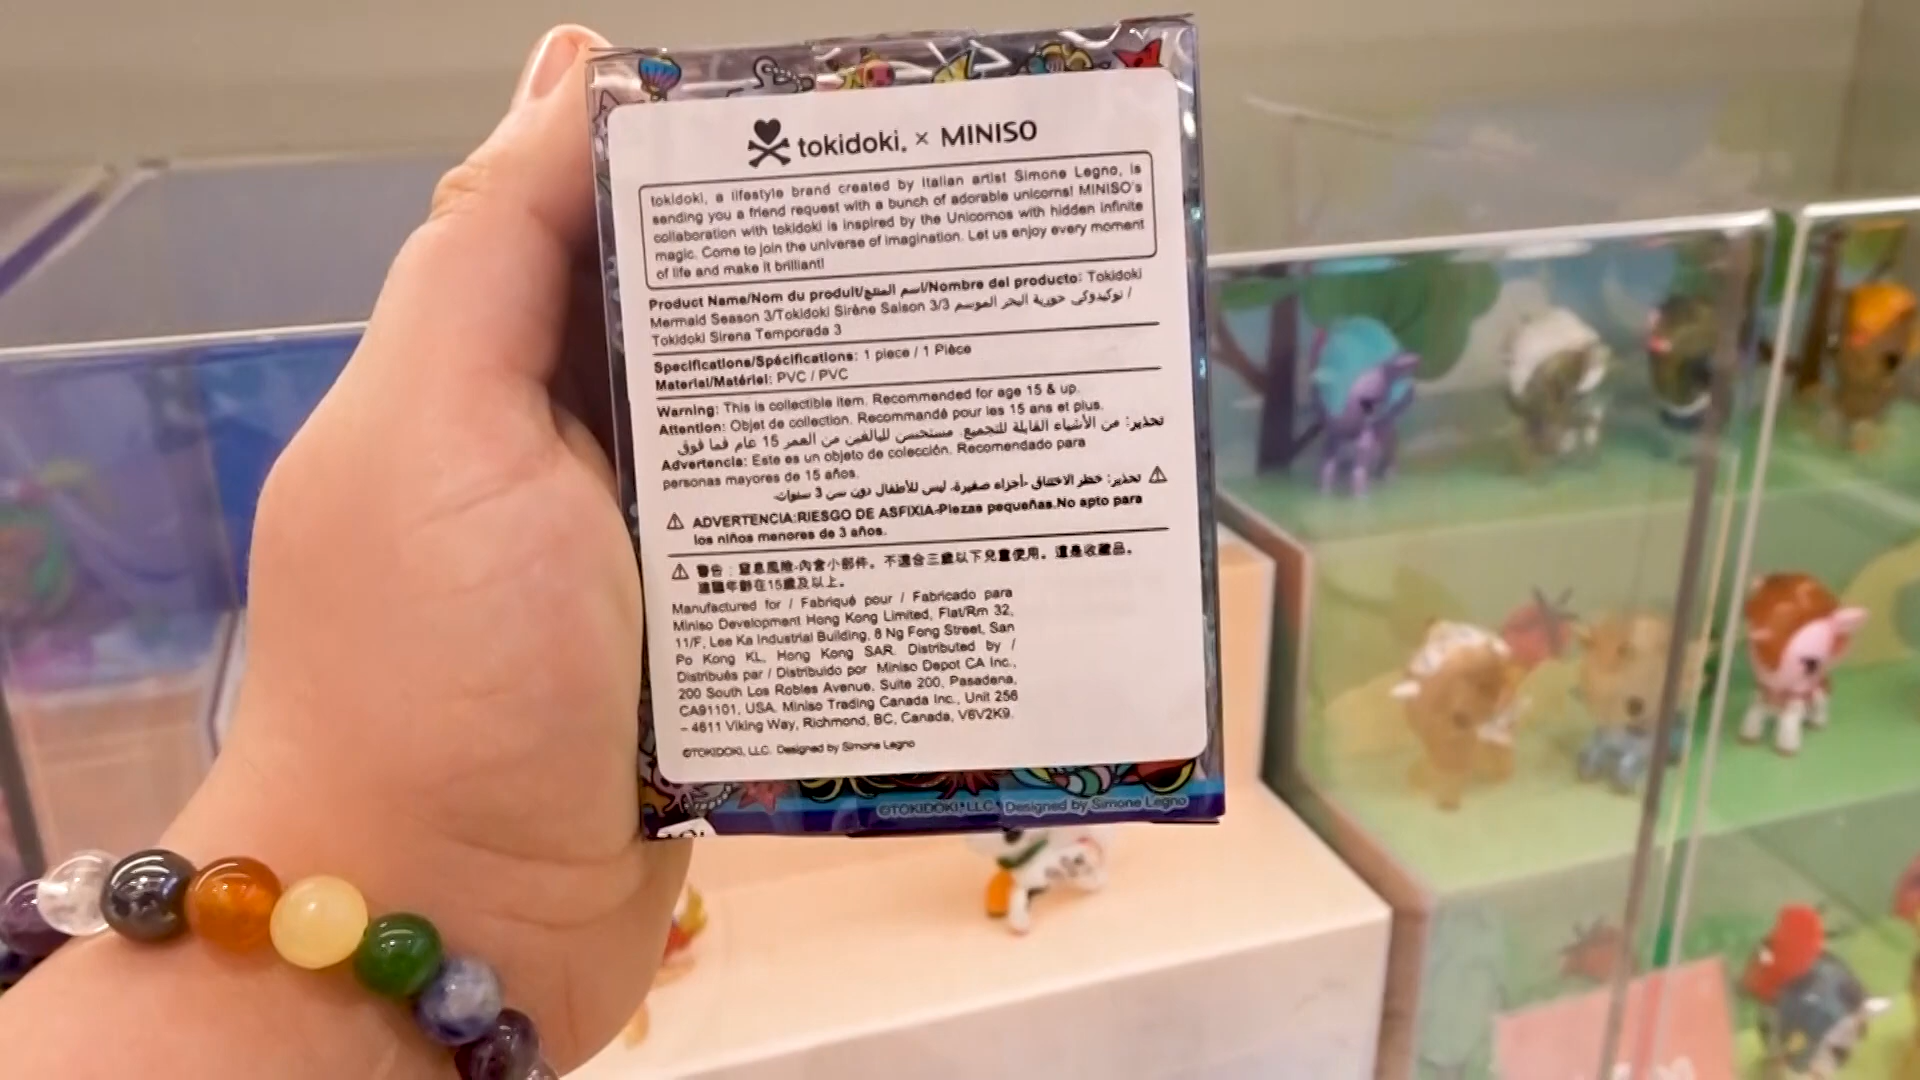 tokidoki. × MINISO
tokidoki, a lifestyle brand created by Italian artist Simone Legno, is
sending you a friend request with a bunch of adorable unicorns! MINISO's
collaboration with tokidoki is inspired by the Unicornos with hidden infinite
magic. Come to join the universe of imagination. Let us enjoy every moment
of life and make it brilliant!
Product Name/Nom du produit/اسم المنتج/Nombre del producto: Tokidoki
Mermaid Season 3/Tokidoki Sirène Saison 3/3 توكيدوكي حورية البحر الموسم /
Tokidoki Sirena Temporada 3
Specifications/Spécifications: 1 piece / 1 Pièce
Material/Matériel: PVC / PVC
Warning: This is collectible item. Recommended for age 15 & up.
Attention: Objet de collection. Recommandé pour les 15 ans et plus.
تحذير: من الأشياء القابلة للتجميع. مستحسن للبالغين من العمر 15 عام فما فوق
Advertencia: Este es un objeto de colección. Recomendado para
personas mayores de 15 años.
تحذير: خطر الاختناق -أجزاء صغيرة. ليس للأطفال دون سن 3 سنوات.
ADVERTENCIA:RIESGO DE ASFIXIA-Piezas pequeñas.No apto para
los niños menores de 3 años.
警告：窒息風險-內含小部件。不適合三歲以下兒童使用。這是收藏品。
建議年齡在15歲及以上。
Manufactured for / Fabriqué pour / Fabricado para
Miniso Development Hong Kong Limited, Flat/Rm 32,
11/F, Lee Ka Industrial Building, 8 Ng Fong Street, San
Po Kong KL, Hong Kong SAR. Distributed by /
Distribués par / Distribuido por Miniso Depot CA Inc.,
200 South Los Robles Avenue, Suite 200, Pasadena,
CA91101, USA. Miniso Trading Canada Inc., Unit 256
– 4611 Viking Way, Richmond, BC, Canada, V6V2K9.
©TOKIDOKI, LLC. Designed by Simone Legno
©TOKIDOKI, LLC. Designed by Simone Legno